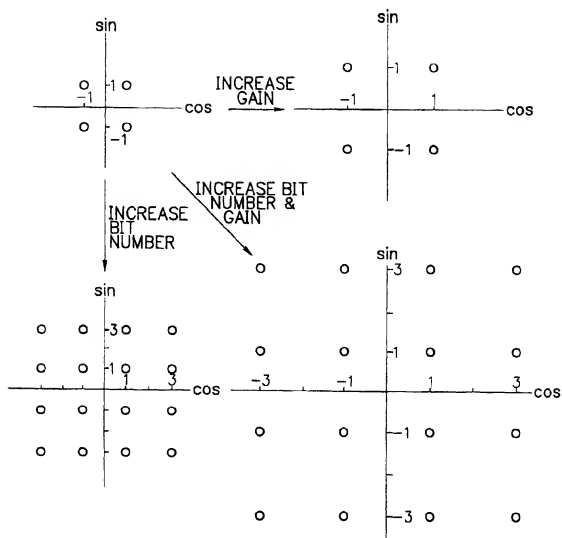 sin
1
-1
cos
-1
INCREASE
GAIN
sin
1
-1
1
cos
-1
INCREASE
BIT
NUMBER
INCREASE BIT
NUMBER &
GAIN
sin
3
1
1
3
cos
sin
3
1
-3
-1
1
3
cos
-1
-3